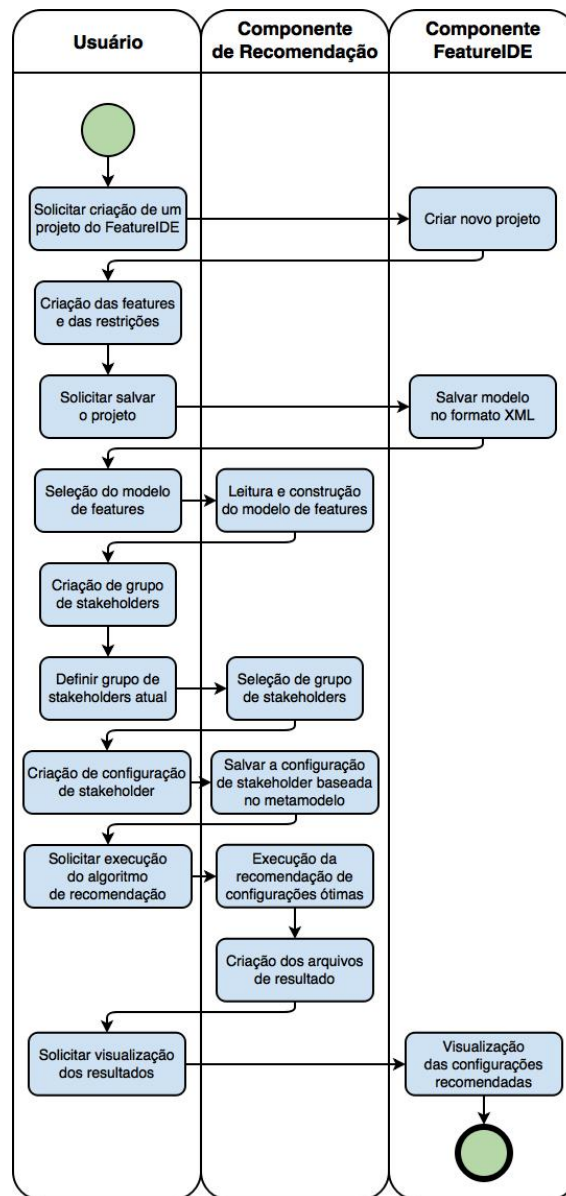 Usuário
Componente
de Recomendação
Componente
FeatureIDE
Solicitar criação de um
projeto do FeatureIDE
Criar novo projeto
Criação das features
e das restrições
Solicitar salvar
o projeto
Salvar modelo
no formato XML
Seleção do modelo
de features
Leitura e construção
do modelo de features
Criação de grupo
de stakeholders
Definir grupo de
stakeholders atual
Seleção de grupo
de stakeholders
Criação de configuração
de stakeholder
Salvar a configuração
de stakeholder baseada
no metamodelo
Solicitar execução
do algoritmo
de recomendação
Execução da
recomendação de
configurações ótimas
Criação dos arquivos
de resultado
Solicitar visualização
dos resultados
Visualização
das configurações
recomendadas